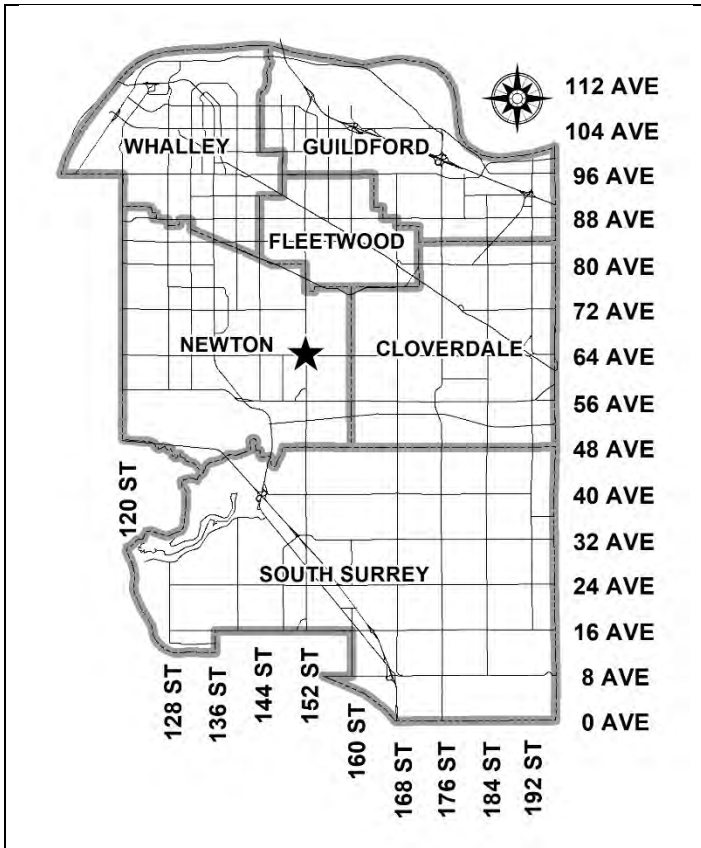 112 AVE
104 AVE
WHALLEY
GUILDFORD
96 AVE
88 AVE
FLEETWOOD
80 AVE
72 AVE
NEWTON
CLOVERDALE
64 AVE
56 AVE
48 AVE
120 ST
40 AVE
32 AVE
SOUTH SURREY
24 AVE
16 AVE
8 AVE
0 AVE
128 ST
136 ST
144 ST
152 ST
160 ST
168 ST
176 ST
184 ST
192 ST